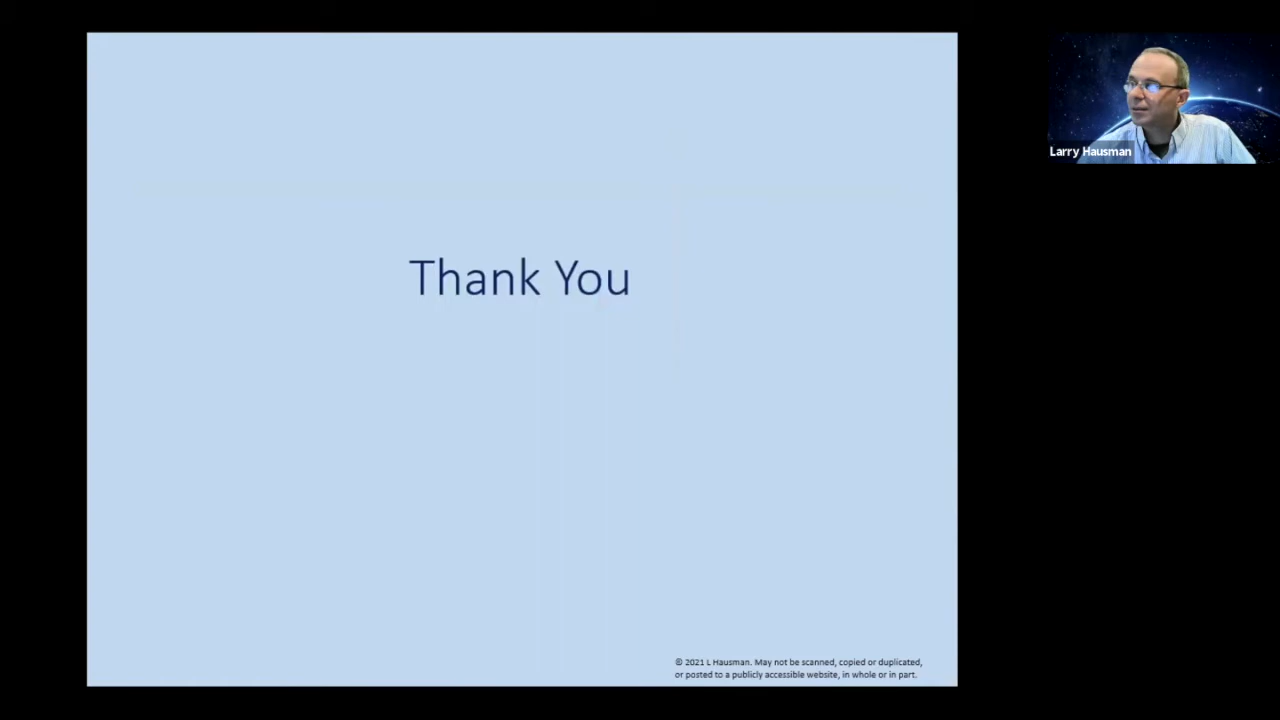 Thank You
Larry Hausman
© 2021 L Hausman. May not be scanned, copied or duplicated,
or posted to a publicly accessible website, in whole or in part.